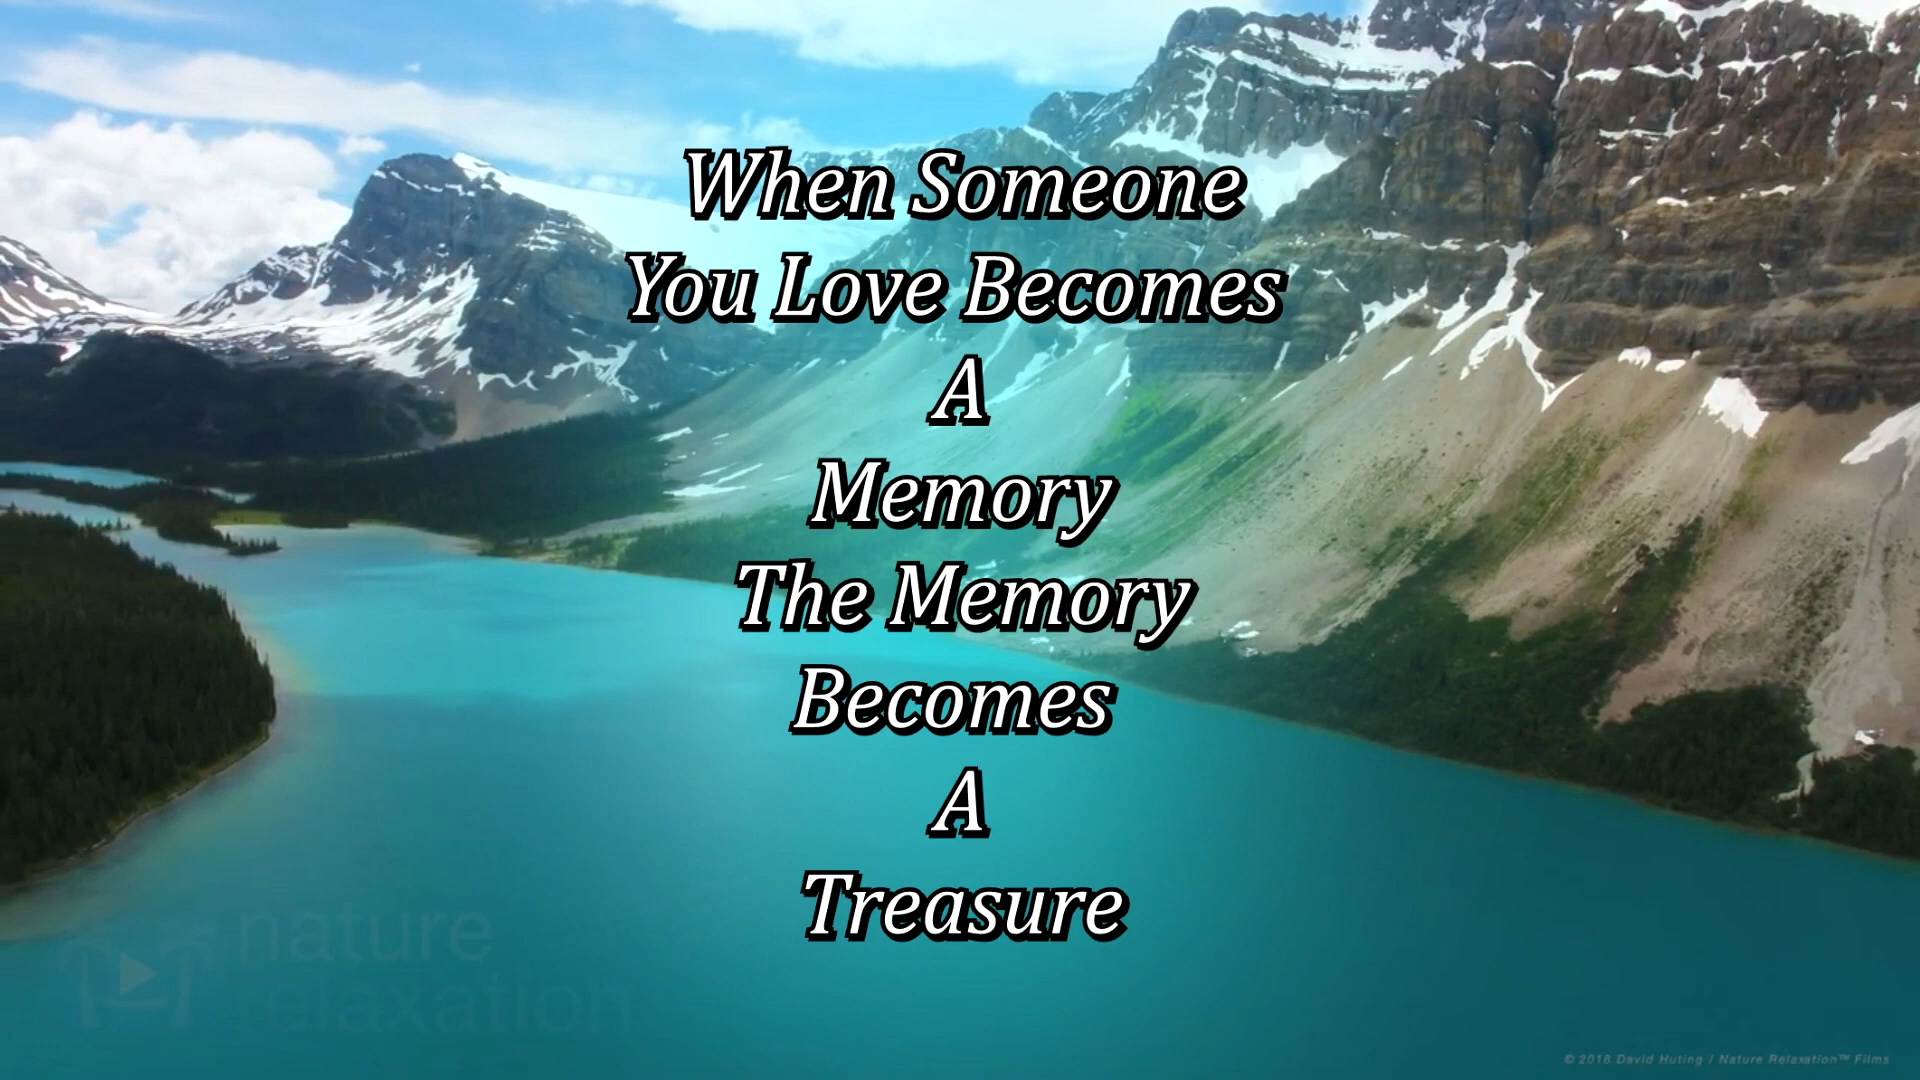 When Someone
You Love Becomes
A
Memory
The Memory
Becomes
A
Treasure
nature
relaxation
© 2018 David Huting / Nature Relaxation™ Films